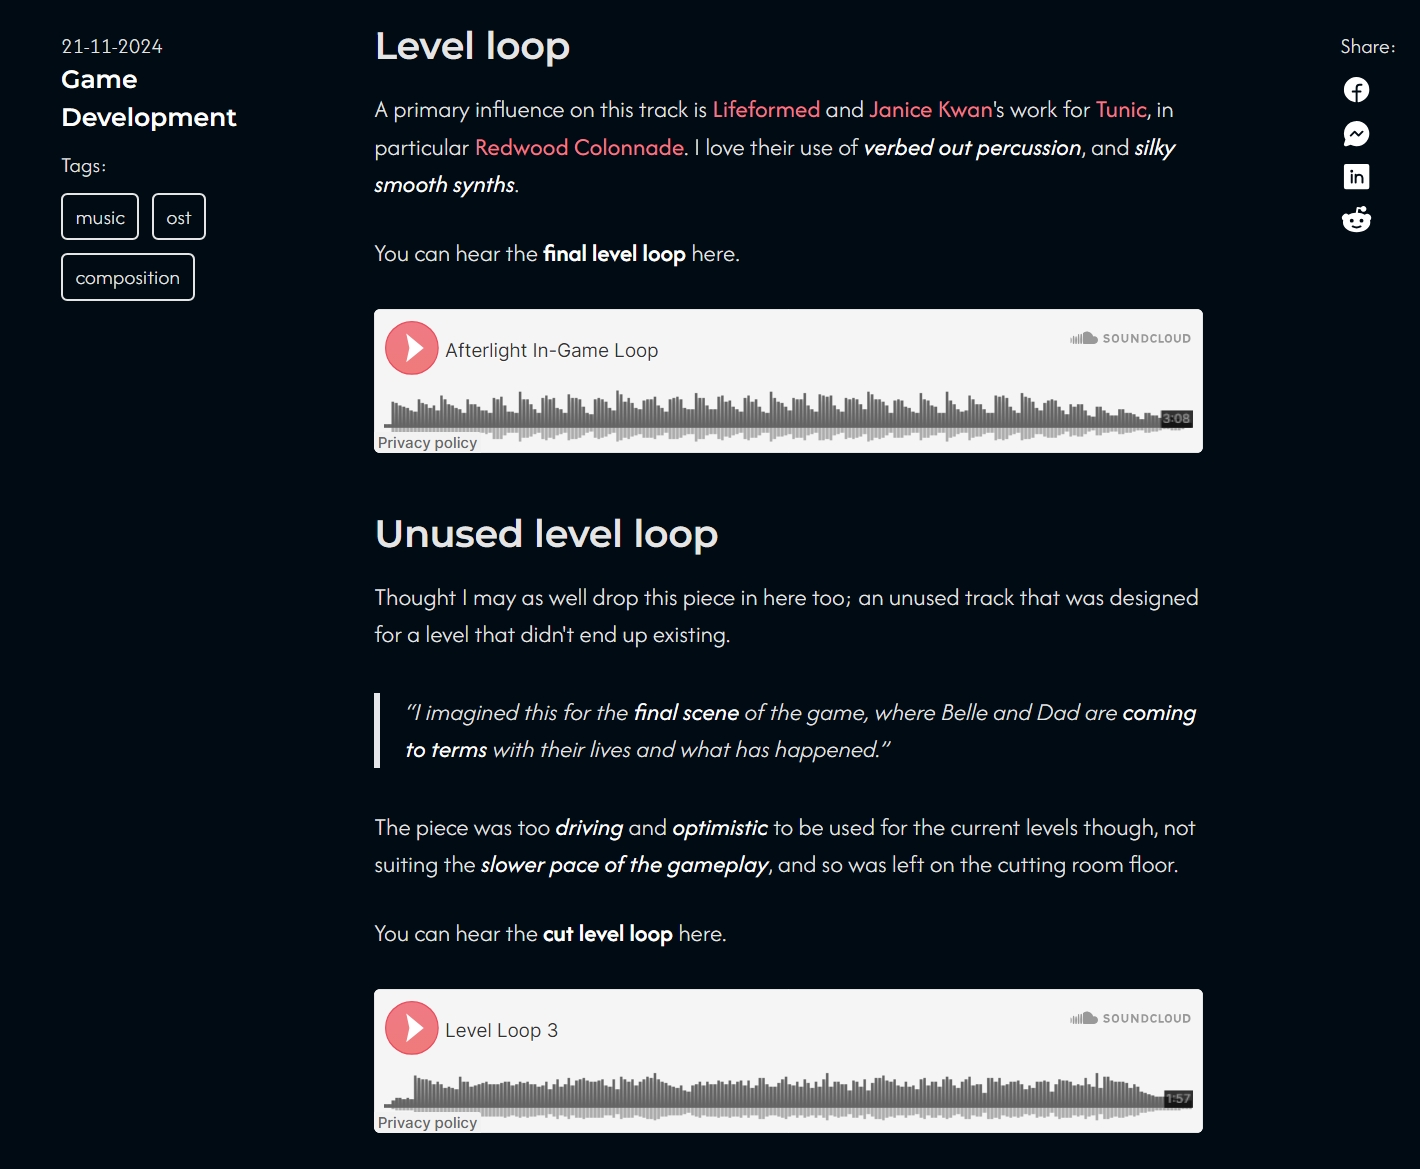 21-11-2024
Game
Development
Tags:
music
ost
composition
Level loop
A primary influence on this track is Lifeformed and Janice Kwan's work for Tunic, in
particular Redwood Colonnade. I love their use of verbed out percussion, and silky
smooth synths.
You can hear the final level loop here.
Afterlight In-Game Loop
SOUNDCLOUD
3:08
Privacy policy
Unused level loop
Thought I may as well drop this piece in here too; an unused track that was designed
for a level that didn't end up existing.
“I imagined this for the final scene of the game, where Belle and Dad are coming
to terms with their lives and what has happened.”
The piece was too driving and optimistic to be used for the current levels though, not
suiting the slower pace of the gameplay, and so was left on the cutting room floor.
You can hear the cut level loop here.
Level Loop 3
SOUNDCLOUD
1:57
Privacy policy
Share:
in